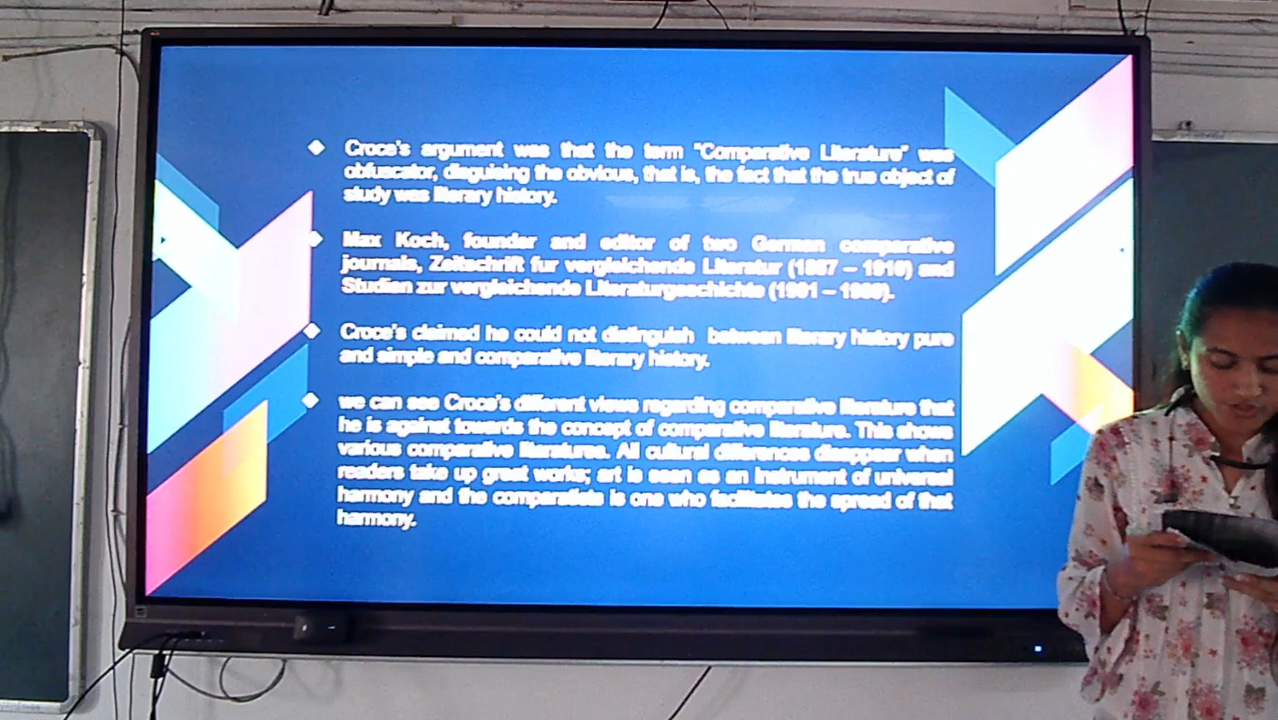 Croce's argument was that the term "Comparative Literature" was
obfuscator, disguising the obvious, that is, the fact that the true object of
study was literary history.
Max Koch, founder and editor of two German comparative
journals, Zeitschrift fur vergleichende Literatur (1887 – 1910) and
Studien zur vergleichende Literaturgeschichte (1901 – 1909).
Croce's claimed he could not distinguish between literary history pure
and simple and comparative literary history.
we can see Croce's different views regarding comparative literature that
he is against towards the concept of comparative literature. This shows
various comparative literatures. All cultural differences disappear when
readers take up great works; art is seen as an instrument of universal
harmony and the comparatists is one who facilitates the spread of that
harmony.